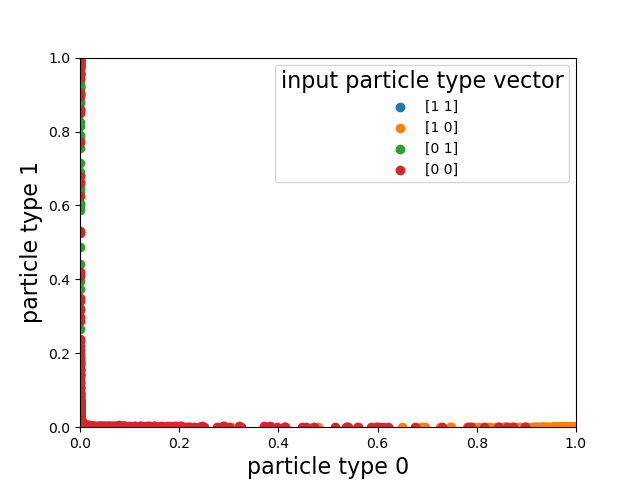 1.0
0.8
0.6
0.4
0.2
0.0
particle type 1
input particle type vector
[1 1]
[1 0]
[0 1]
[0 0]
0.0 0.2 0.4 0.6 0.8 1.0
particle type 0